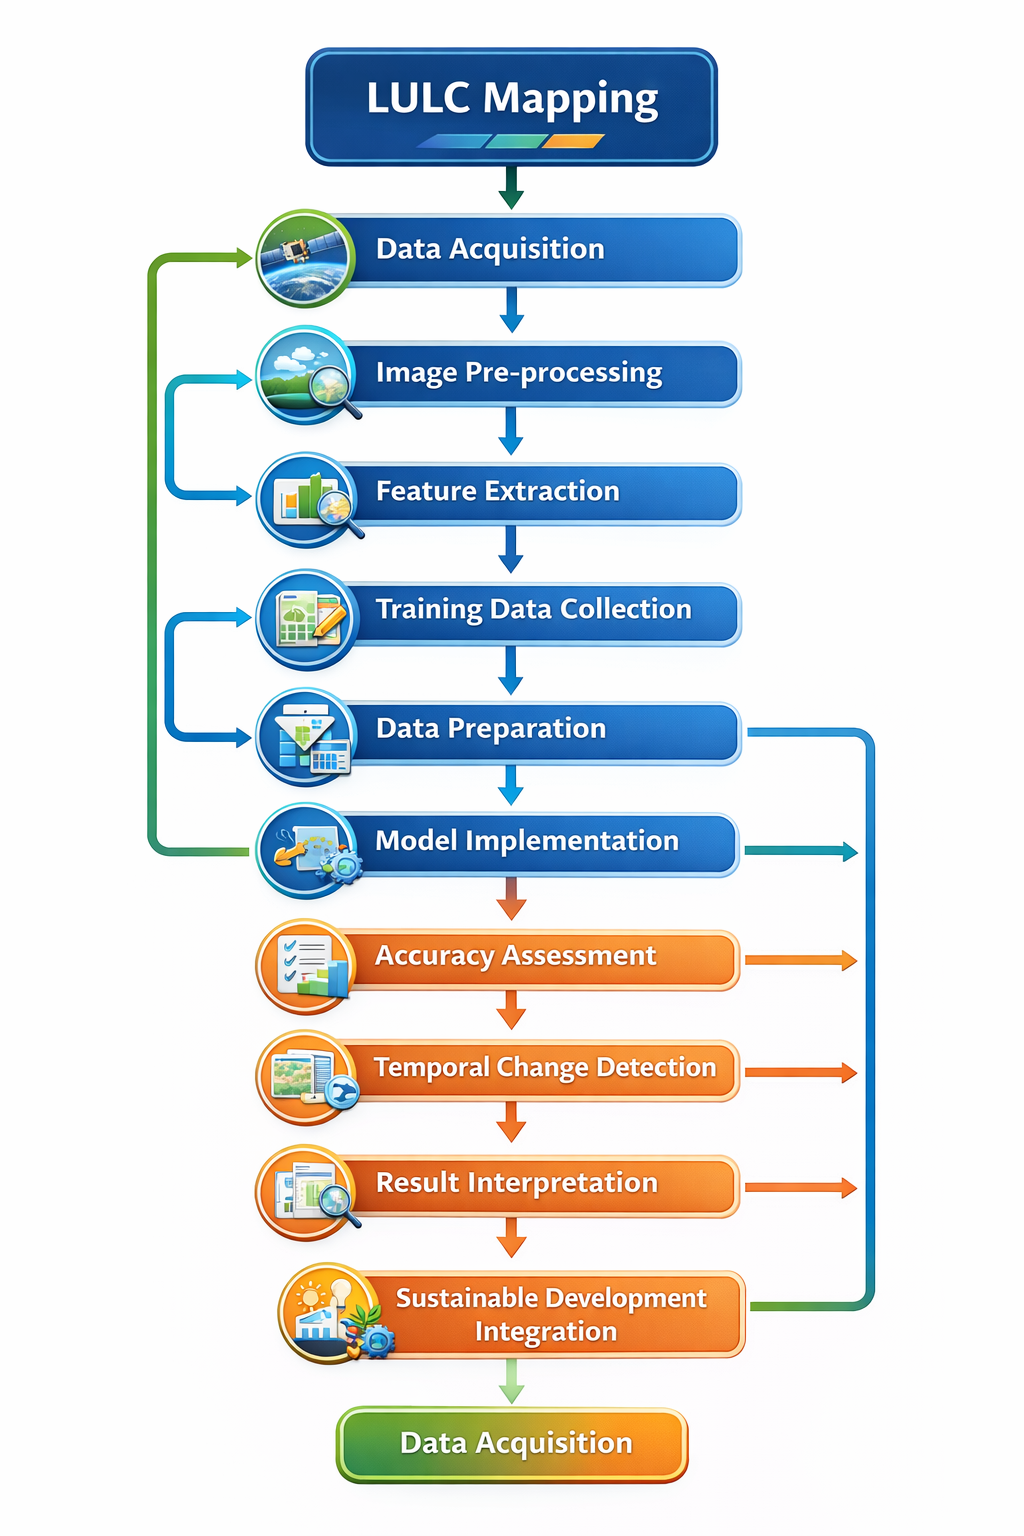 LULC Mapping
Data Acquisition
Image Pre-processing
Feature Extraction
Training Data Collection
Data Preparation
Model Implementation
Accuracy Assessment
Temporal Change Detection
Result Interpretation
Sustainable Development
Integration
Data Acquisition